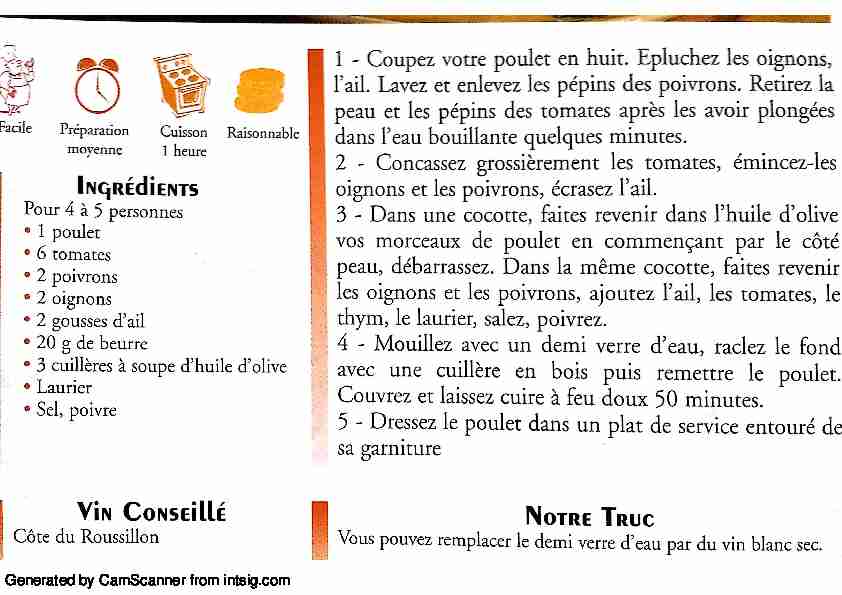 Facile
Préparation
moyenne
Cuisson
1 heure
Raisonnable
Ingrédients
Pour 4 à 5 personnes
• 1 poulet
• 6 tomates
• 2 poivrons
• 2 oignons
• 2 gousses d'ail
• 20 g de beurre
• 3 cuillères à soupe d'huile d'olive
• Laurier
• Sel, poivre
1 - Coupez votre poulet en huit. Epluchez les oignons,
l'ail. Lavez et enlevez les pépins des poivrons. Retirez la
peau et les pépins des tomates après les avoir plongées
dans l'eau bouillante quelques minutes.
2 - Concassez grossièrement les tomates, émincez-les
oignons et les poivrons, écrasez l'ail.
3 - Dans une cocotte, faites revenir dans l'huile d'olive
vos morceaux de poulet en commençant par le côté
peau, débarrassez. Dans la même cocotte, faites revenir
les oignons et les poivrons, ajoutez l'ail, les tomates, le
thym, le laurier, salez, poivrez.
4 - Mouillez avec un demi verre d'eau, raclez le fond
avec une cuillère en bois puis remettre le poulet.
Couvrez et laissez cuire à feu doux 50 minutes.
5 - Dressez le poulet dans un plat de service entouré de
sa garniture
Vin Conseillé
Côte du Roussillon
Notre Truc
Vous pouvez remplacer le demi verre d'eau par du vin blanc sec.
Generated by CamScanner from intsig.com